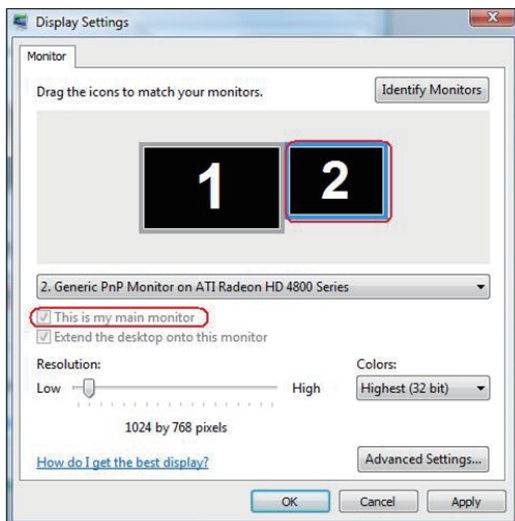 Display Settings
Monitor
Drag the icons to match your monitors.
Identify Monitors
1
2
2. Generic PnP Monitor on ATI Radeon HD 4800 Series
This is my main monitor
Extend the desktop onto this monitor
Resolution:
Colors:
Low
High
Highest (32 bit)
1024 by 768 pixels
How do I get the best display?
Advanced Settings...
OK
Cancel
Apply